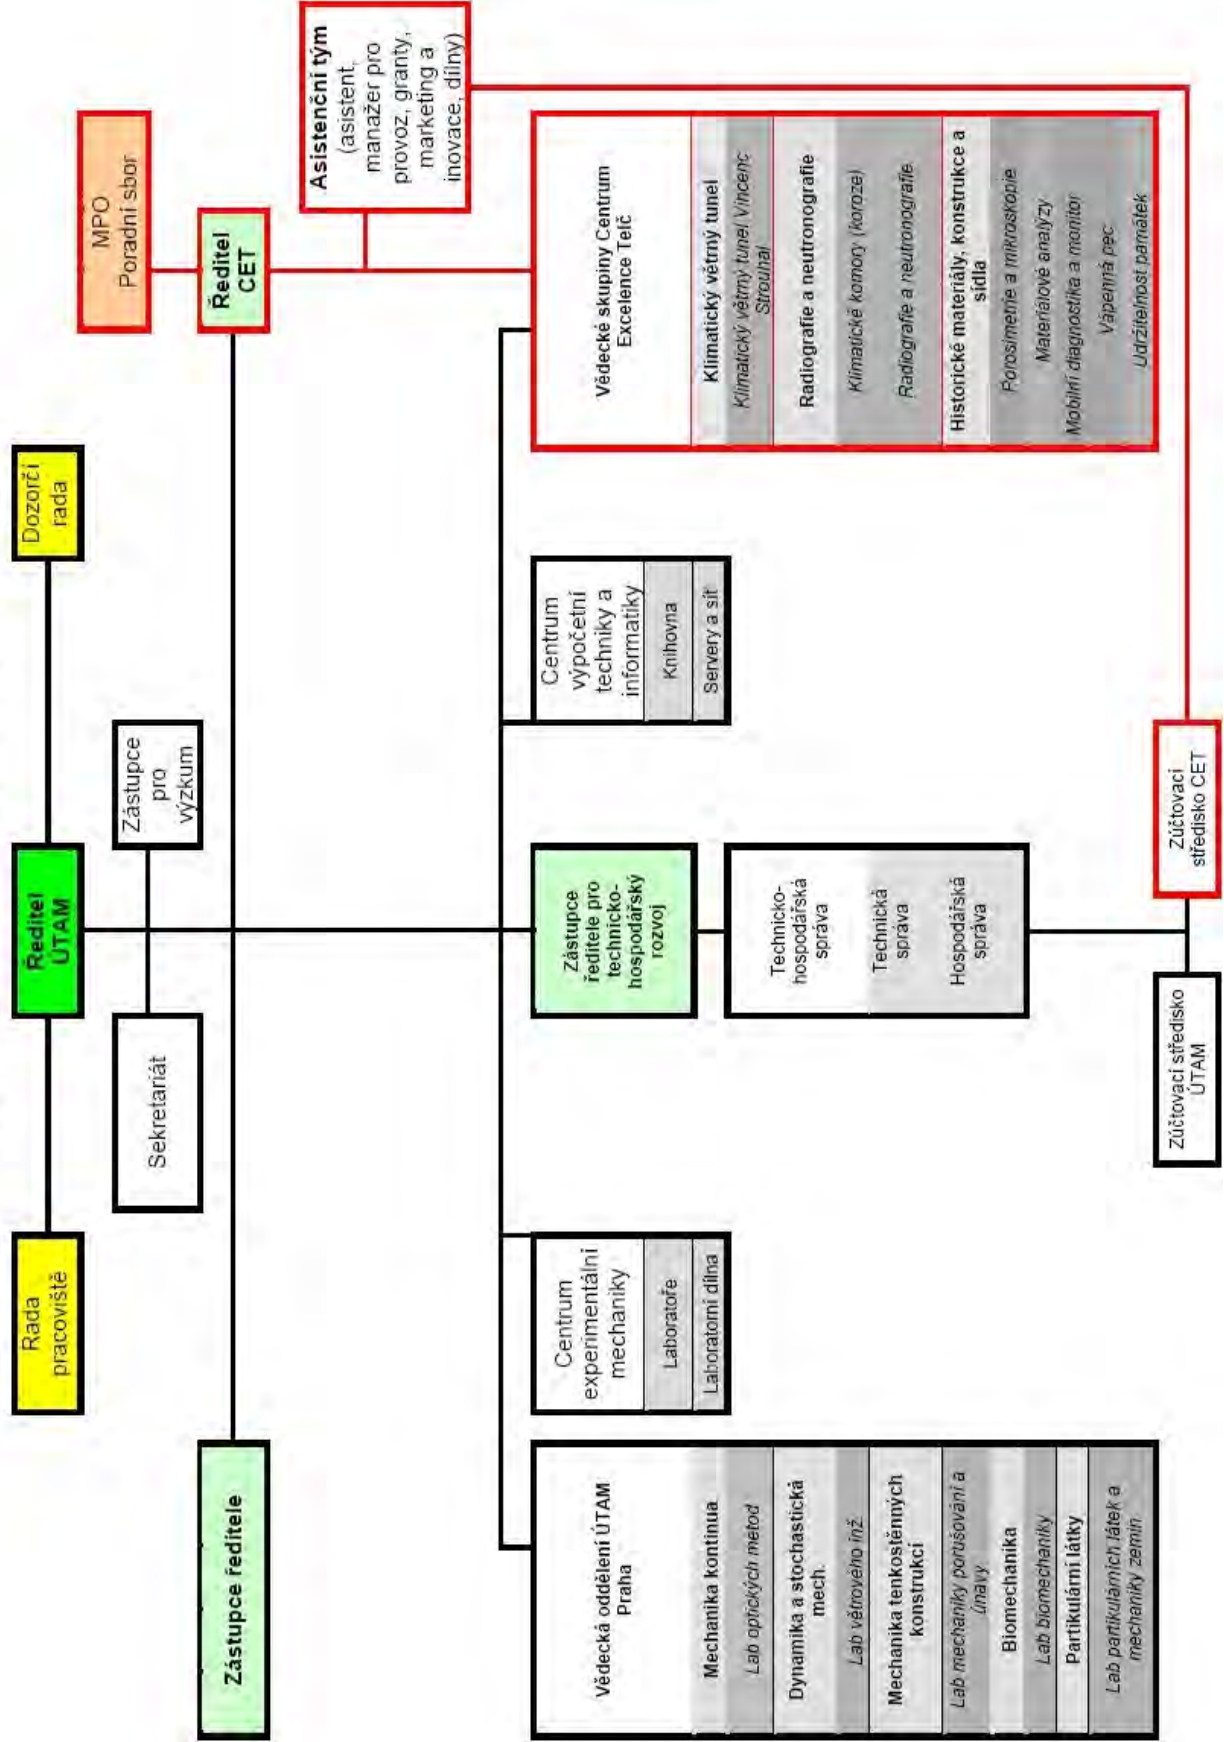 Rada
pracoviště
Ředitel
ÚTAM
Dozorčí
rada
MPO
Poradní sbor
Sekretariát
Zástupce
pro
výzkum
Zástupce ředitele
Ředitel
CET
Asistenční tým
(asistent,
manažer pro
provoz, granty,
marketing a
inovace, dílny)
Vědecká oddělení ÚTAM
Praha
Mechanika kontinua
Lab optických metod
Dynamika a stochastická
mech.
Lab větrového inž.
Mechanika tenkostěnných
konstrukcí
Lab mechaniky porušování a
únavy
Biomechanika
Lab biomechaniky
Partikulární látky
Lab partikulárních látek a
mechaniky zemin
Centrum
experimentální
mechaniky
Laboratoře
Laboratorní dílna
Zástupce
ředitele pro
technicko-
hospodářský
rozvoj
Technicko-
hospodářská
správa
Technická
správa
Hospodářská
správa
Centrum
výpočetní
techniky a
informatiky
Knihovna
Servery a síť
Vědecké skupiny Centrum
Excelence Telč
Klimatický větrný tunel
Klimatický větrný tunel Vincenc
Strouhal
Radiografie a neutronografie
Klimatické komory (koroze)
Radiografie a neutronografie
Historické materiály, konstrukce a
sídla
Porosimetrie a mikroskopie
Materiálové analýzy
Mobilní diagnostika a monitor
Vápenná pec
Udržitelnost památek
Zúčtovací středisko
ÚTAM
Zúčtovací
středisko CET